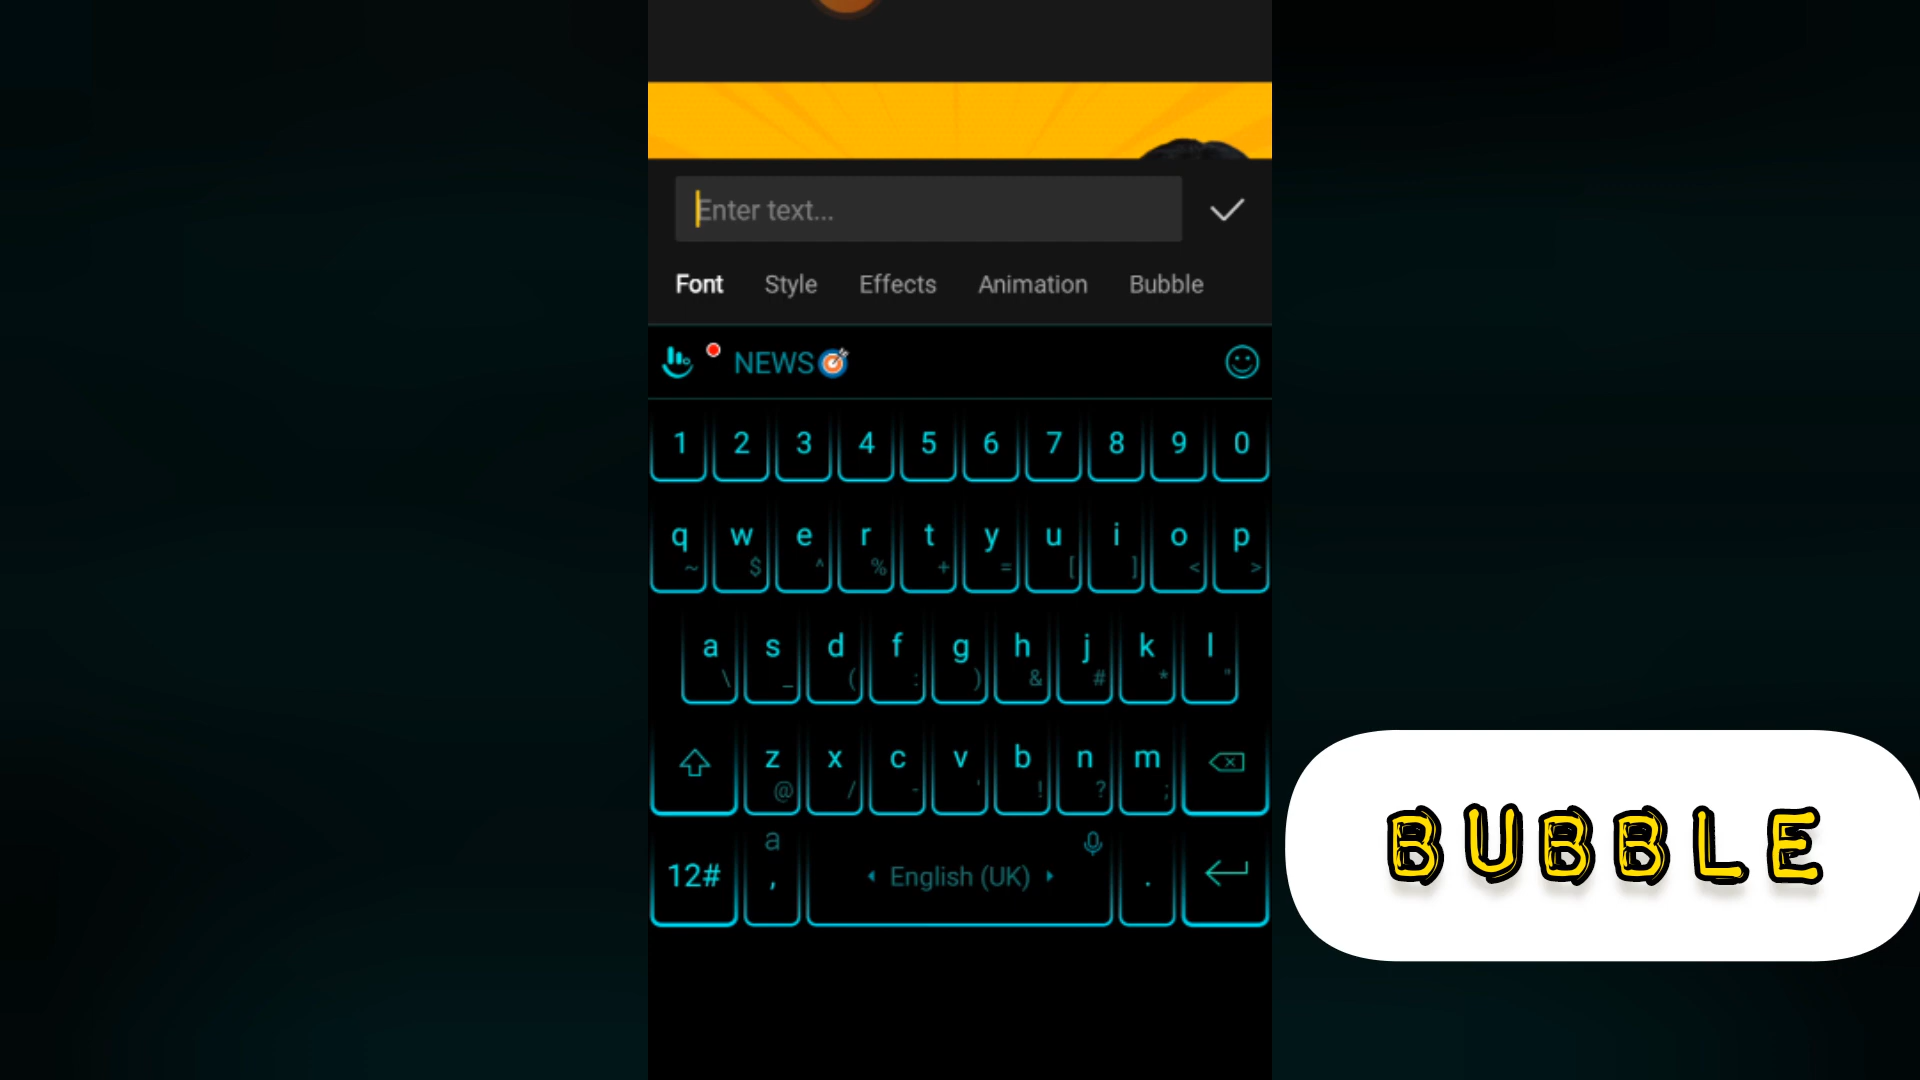 Enter text...
Font Style Effects Animation Bubble
NEWS
1 2 3 4 5 6 7 8 9 0
q w e r t y u i o p
~ $ ^ % + = [ ] < >
a s d f g h j k l
\ _ ( : ) & # * "
z x c v b n m
@ / - ' ! ? ;
a
12# , English (UK) .
BUBBLE